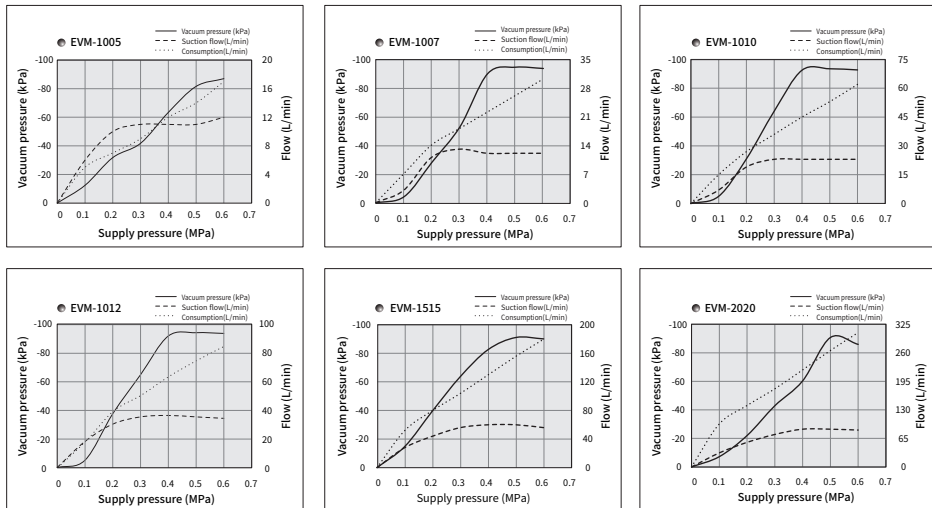 EVM-1005
Vacuum pressure (kPa)
Suction flow(L/min)
Consumption(L/min)
Vacuum pressure (kPa)
-100
-80
-60
-40
-20
0
20
16
12
8
4
0
Flow (L/min)
0 0.1 0.2 0.3 0.4 0.5 0.6 0.7
Supply pressure (MPa)
EVM-1007
Vacuum pressure (kPa)
Suction flow(L/min)
Consumption(L/min)
Vacuum pressure (kPa)
-100
-80
-60
-40
-20
0
35
28
21
14
7
0
Flow (L/min)
0 0.1 0.2 0.3 0.4 0.5 0.6 0.7
Supply pressure (MPa)
EVM-1010
Vacuum pressure (kPa)
Suction flow(L/min)
Consumption(L/min)
Vacuum pressure (kPa)
-100
-80
-60
-40
-20
0
75
60
45
30
15
0
Flow (L/min)
0 0.1 0.2 0.3 0.4 0.5 0.6 0.7
Supply pressure (MPa)
EVM-1012
Vacuum pressure (kPa)
Suction flow(L/min)
Consumption(L/min)
Vacuum pressure (kPa)
-100
-80
-60
-40
-20
0
100
80
60
40
20
0
Flow (L/min)
0 0.1 0.2 0.3 0.4 0.5 0.6 0.7
Supply pressure (MPa)
EVM-1515
Vacuum pressure (kPa)
Suction flow(L/min)
Consumption(L/min)
Vacuum pressure (kPa)
-100
-80
-60
-40
-20
0
200
160
120
80
40
0
Flow (L/min)
0 0.1 0.2 0.3 0.4 0.5 0.6 0.7
Supply pressure (MPa)
EVM-2020
Vacuum pressure (kPa)
Suction flow(L/min)
Consumption(L/min)
Vacuum pressure (kPa)
-100
-80
-60
-40
-20
0
325
260
195
130
65
0
Flow (L/min)
0 0.1 0.2 0.3 0.4 0.5 0.6 0.7
Supply pressure (MPa)